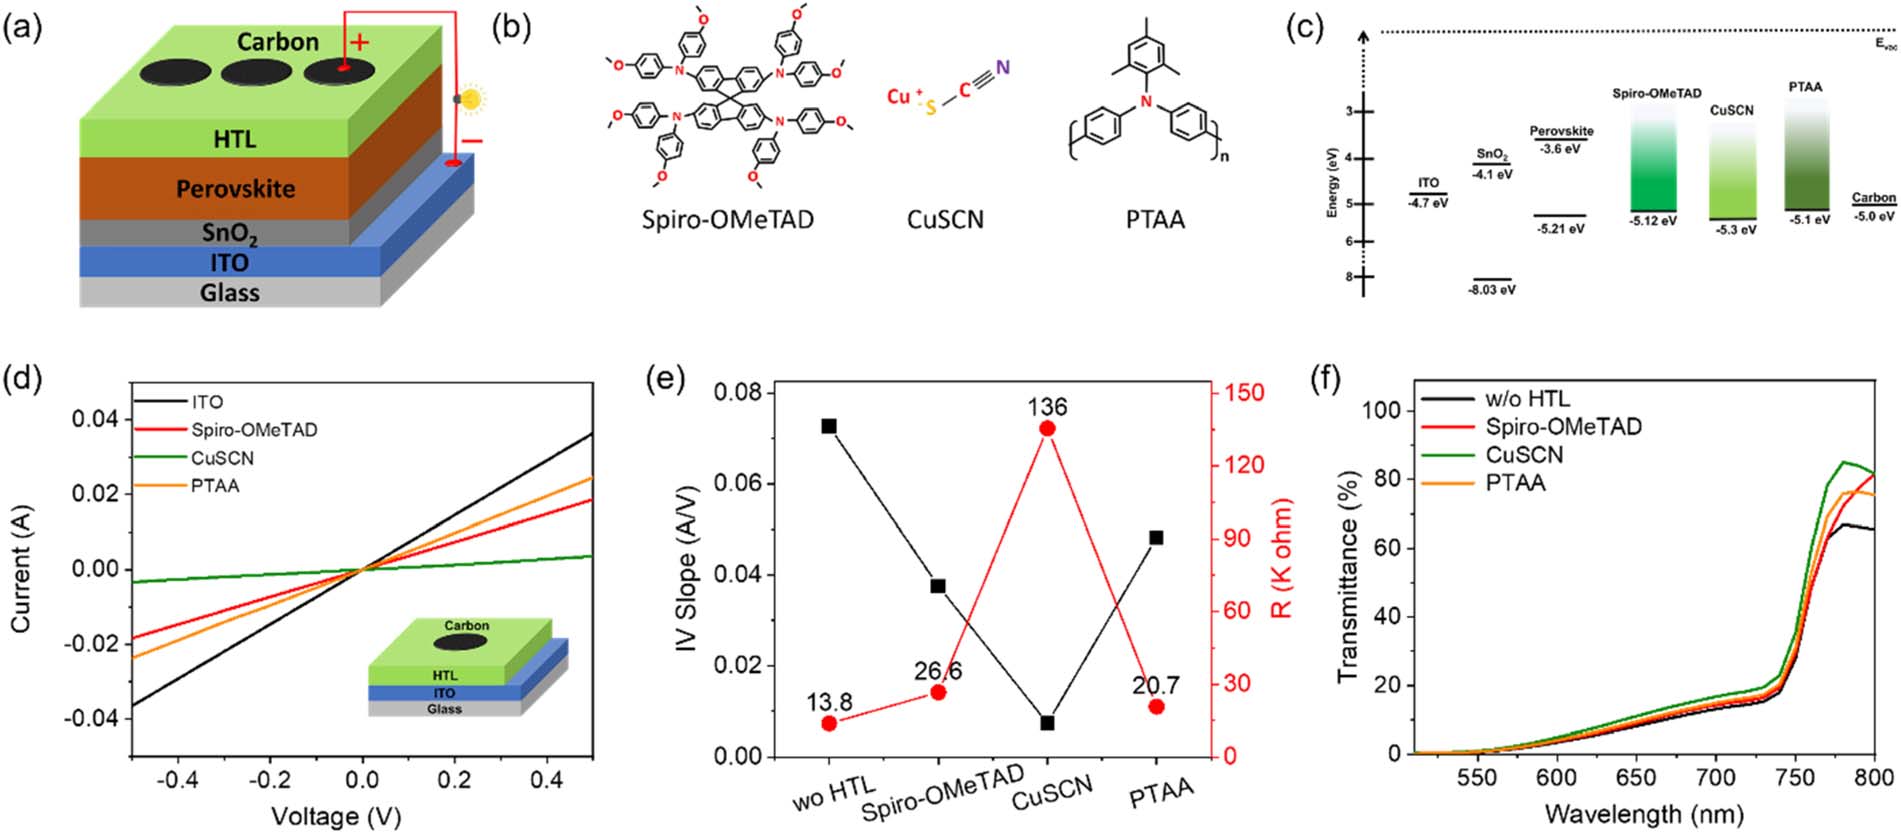 (a)
Carbon
+
HTL
−
Perovskite
SnO2
ITO
Glass
(b)
O
O
O
N
N
O
O
N
N
O
O
O
Spiro-OMeTAD
Cu + - S C N
CuSCN
N
n
PTAA
(c)
Evac
Energy (eV)
3
4
5
6
8
ITO
-4.7 eV
SnO2
-4.1 eV
-8.03 eV
Perovskite
-3.6 eV
-5.21 eV
Spiro-OMeTAD
-5.12 eV
CuSCN
-5.3 eV
PTAA
-5.1 eV
Carbon
-5.0 eV
(d)
ITO
Spiro-OMeTAD
CuSCN
PTAA
Current (A)
0.04
0.02
0.00
-0.02
-0.04
Carbon
HTL
ITO
Glass
-0.4 -0.2 0.0 0.2 0.4
Voltage (V)
(e)
IV Slope (A/V)
0.08
0.06
0.04
0.02
0.00
13.8
26.6
136
20.7
150
120
90
60
30
0
R (K ohm)
wo HTL Spiro-OMeTAD CuSCN PTAA
(f)
w/o HTL
Spiro-OMeTAD
CuSCN
PTAA
Transmittance (%)
100
80
60
40
20
0
550 600 650 700 750 800
Wavelength (nm)